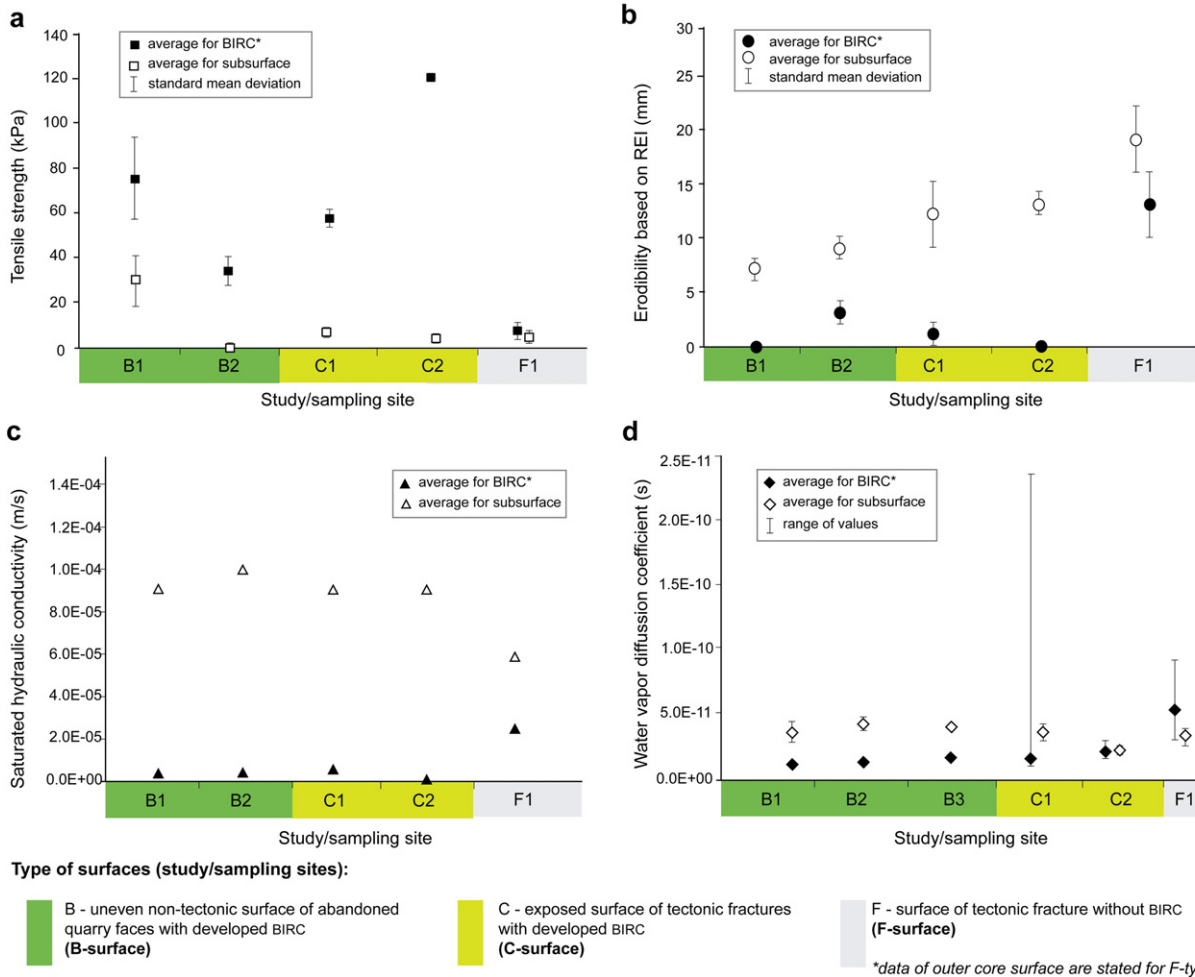 a
140
120
100
80
60
40
20
0
Tensile strength (kPa)
average for BIRC*
average for subsurface
standard mean deviation
B1 B2 C1 C2 F1
Study/sampling site
b
30
25
20
15
10
5
0
Erodibility based on REI (mm)
average for BIRC*
average for subsurface
standard mean deviation
B1 B2 C1 C2 F1
Study/sampling site
c
1.4E-04
1.2E-04
1.0E-04
8.0E-05
6.0E-05
4.0E-05
2.0E-05
0.0E+00
Saturated hydraulic conductivity (m/s)
average for BIRC*
average for subsurface
B1 B2 C1 C2 F1
Study/sampling site
d
2.5E-11
2.0E-10
1.5E-10
1.0E-10
5.0E-11
0.0E+00
Water vapor diffussion coefficient (s)
average for BIRC*
average for subsurface
range of values
B1 B2 B3 C1 C2 F1
Study/sampling site
Type of surfaces (study/sampling sites):
B - uneven non-tectonic surface of abandoned
quarry faces with developed BIRC
(B-surface)
C - exposed surface of tectonic fractures
with developed BIRC
(C-surface)
F - surface of tectonic fracture without BIRC
(F-surface)
*data of outer core surface are stated for F-ty